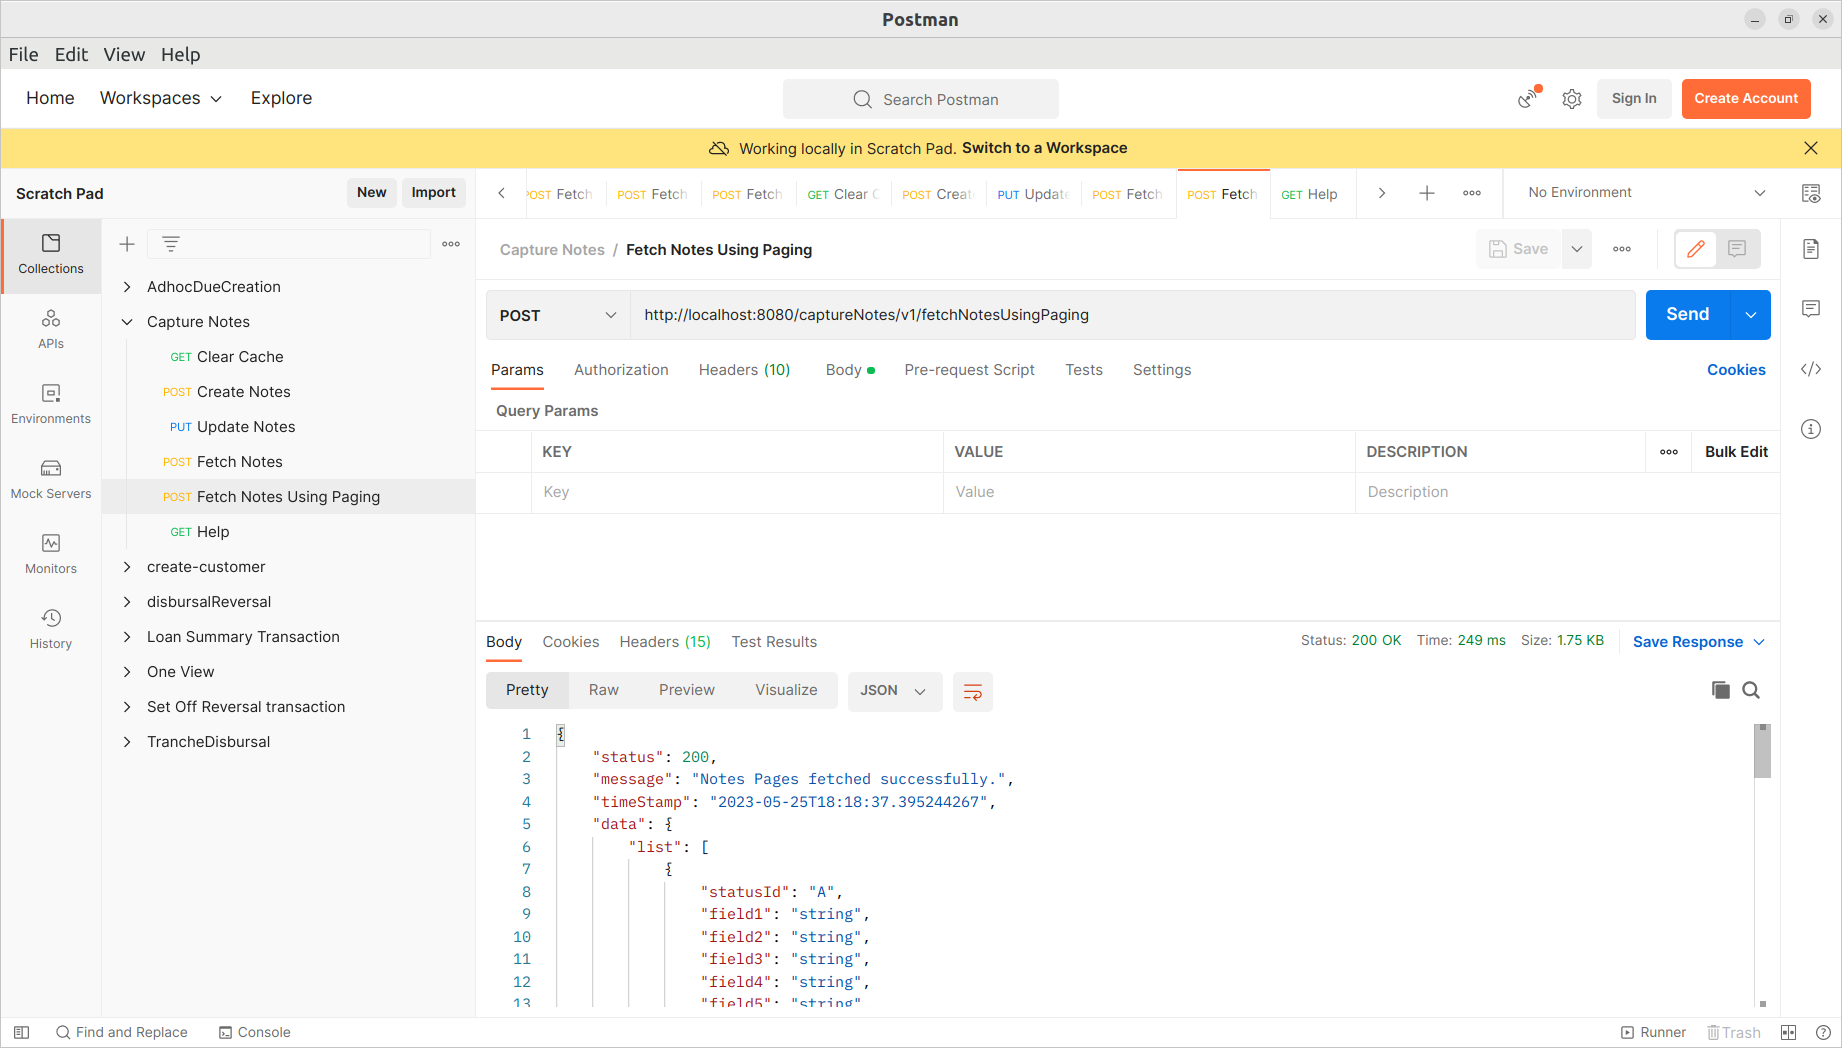 Postman
File Edit View Help
Home Workspaces Explore
Search Postman
Sign In
Create Account
Working locally in Scratch Pad. Switch to a Workspace
Scratch Pad
New
Import
Fetch
POST Fetch
POST Fetch
GET Clear
POST
PUT
POST Fetch
POST Fetch
GET Help
No Environment
Collections
APIs
Environments
Mock Servers
Monitors
History
AdhocDueCreation
Capture Notes
GET Clear Cache
POST Create Notes
PUT Update Notes
POST Fetch Notes
POST Fetch Notes Using Paging
GET Help
create-customer
disbursalReversal
Loan Summary Transaction
One View
Set Off Reversal transaction
TrancheDisbursal
Capture Notes / Fetch Notes Using Paging
Save
POST
http://localhost:8080/captureNotes/v1/fetchNotesUsingPaging
Send
Params Authorization Headers (10) Body Pre-request Script Tests Settings
Cookies
Query Params
KEY VALUE DESCRIPTION
Bulk Edit
Key Value Description
Body Cookies Headers (15) Test Results
Status: 200 OK Time: 249 ms Size: 1.75 KB
Save Response
Pretty Raw Preview Visualize
JSON
1 {
2 "status": 200,
3 "message": "Notes Pages fetched successfully.",
4 "timeStamp": "2023-05-25T18:18:37.395244267",
5 "data": {
6 "list": [
7 {
8 "statusId": "A",
9 "field1": "string",
10 "field2": "string",
11 "field3": "string",
12 "field4": "string",
13 "field5": "string"
Find and Replace
Console
Runner
Trash